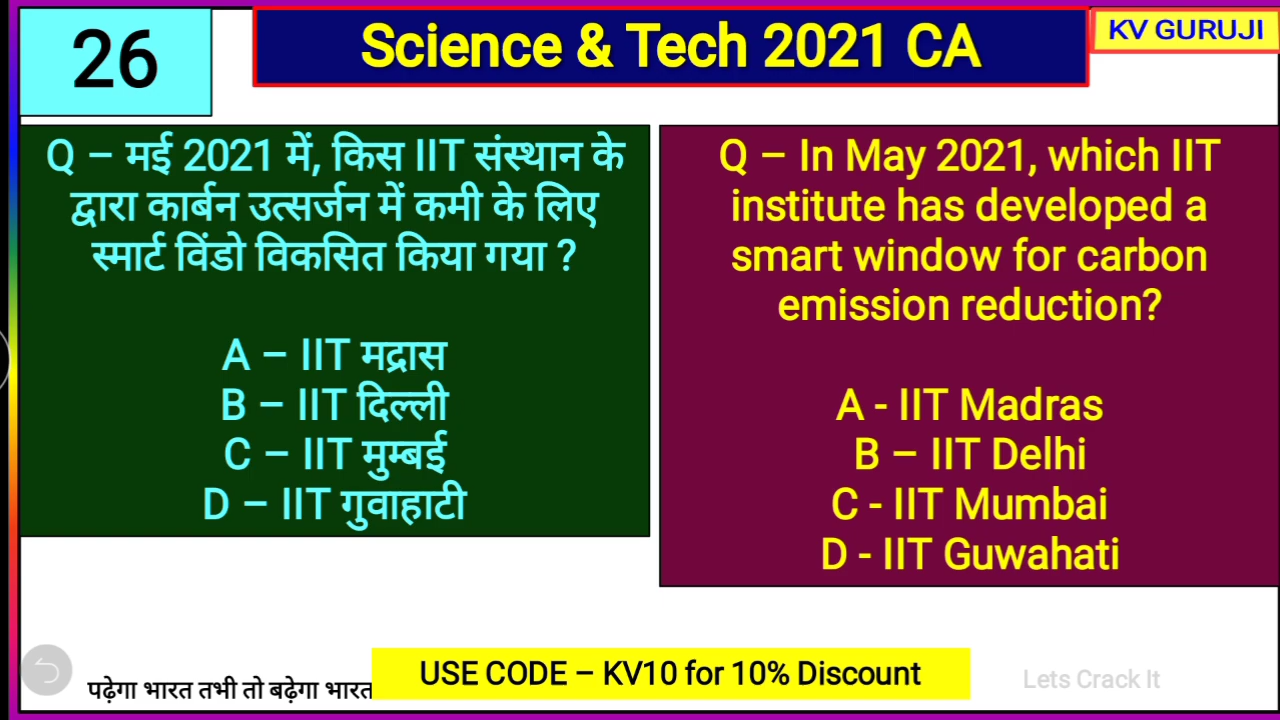 26
Science & Tech 2021 CA
KV GURUJI
Q – मई 2021 में, किस IIT संस्थान के
द्वारा कार्बन उत्सर्जन में कमी के लिए
स्मार्ट विंडो विकसित किया गया ?
A – IIT मद्रास
B – IIT दिल्ली
C – IIT मुम्बई
D – IIT गुवाहाटी
Q – In May 2021, which IIT
institute has developed a
smart window for carbon
emission reduction?
A - IIT Madras
B – IIT Delhi
C - IIT Mumbai
D - IIT Guwahati
पढ़ेगा भारत तभी तो बढ़ेगा भारत
USE CODE – KV10 for 10% Discount
Lets Crack It